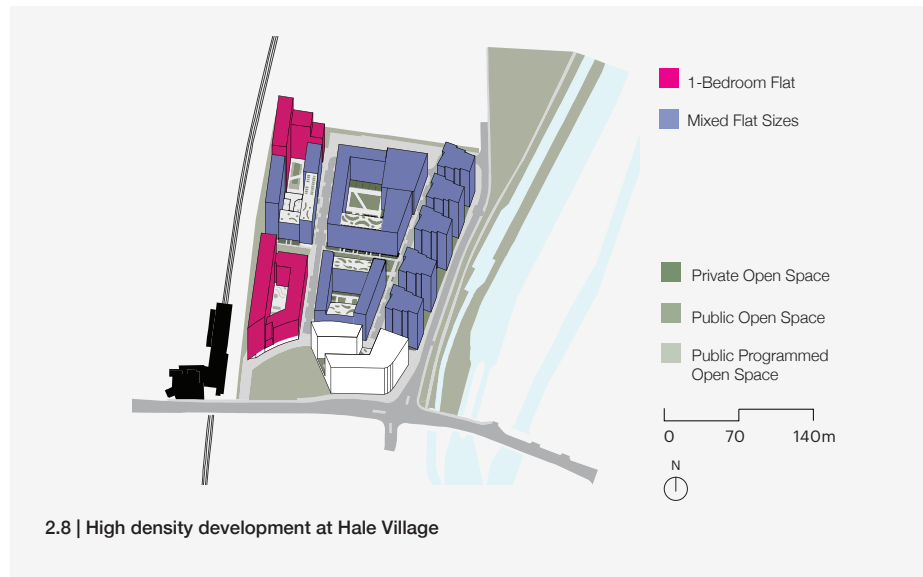 1-Bedroom Flat
Mixed Flat Sizes
Private Open Space
Public Open Space
Public Programmed
Open Space
0 70 140m
N
2.8 | High density development at Hale Village